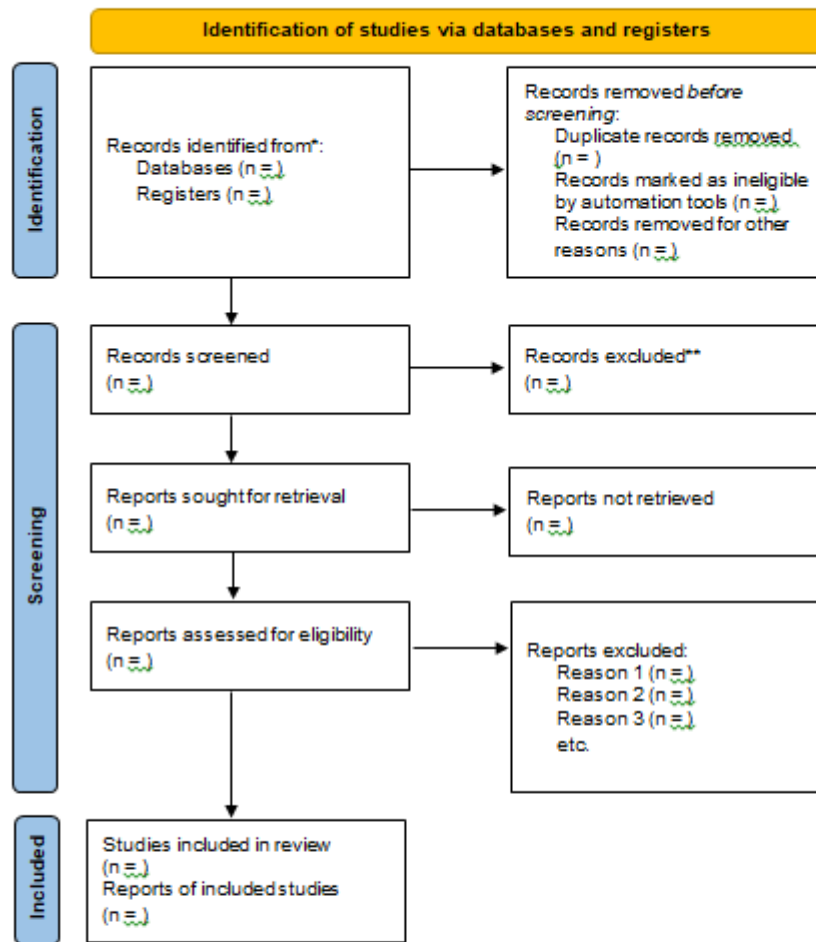 Identification of studies via databases and registers
Identification
Records identified from*:
Databases (n = )
Registers (n = )
Records removed before
screening:
Duplicate records removed
(n = )
Records marked as ineligible
by automation tools (n = )
Records removed for other
reasons (n = )
Screening
Records screened
(n = )
Records excluded**
(n = )
Reports sought for retrieval
(n = )
Reports not retrieved
(n = )
Reports assessed for eligibility
(n = )
Reports excluded:
Reason 1 (n = )
Reason 2 (n = )
Reason 3 (n = )
etc.
Included
Studies included in review
(n = )
Reports of included studies
(n = )